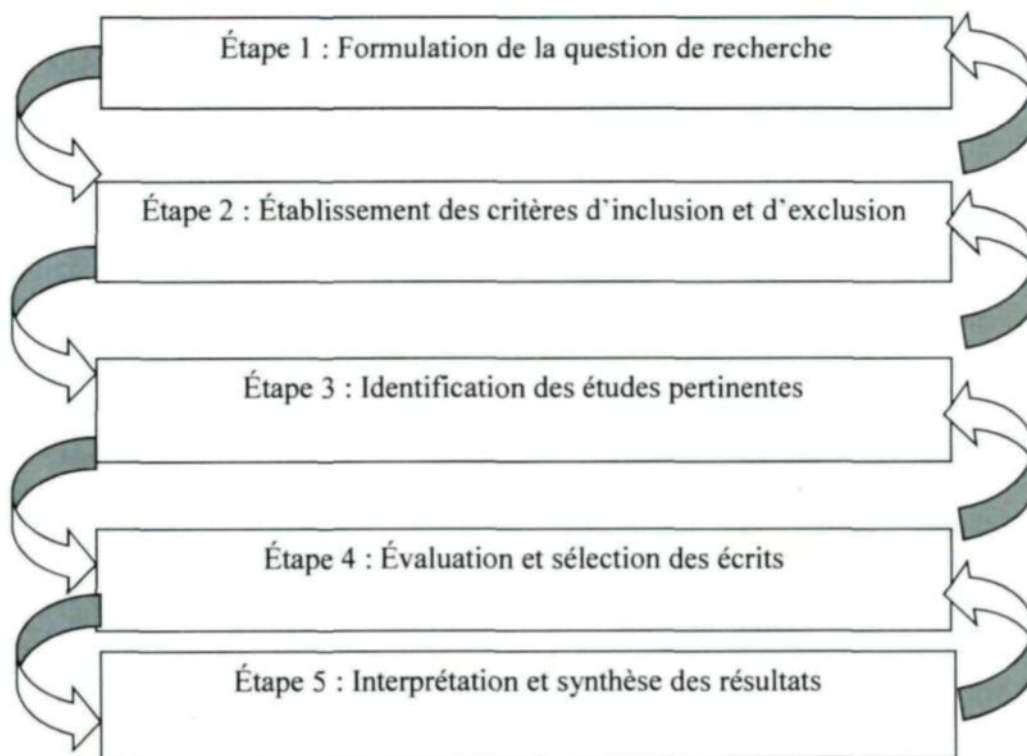 Étape 1 : Formulation de la question de recherche
Étape 2 : Établissement des critères d'inclusion et d'exclusion
Étape 3 : Identification des études pertinentes
Étape 4 : Évaluation et sélection des écrits
Étape 5 : Interprétation et synthèse des résultats